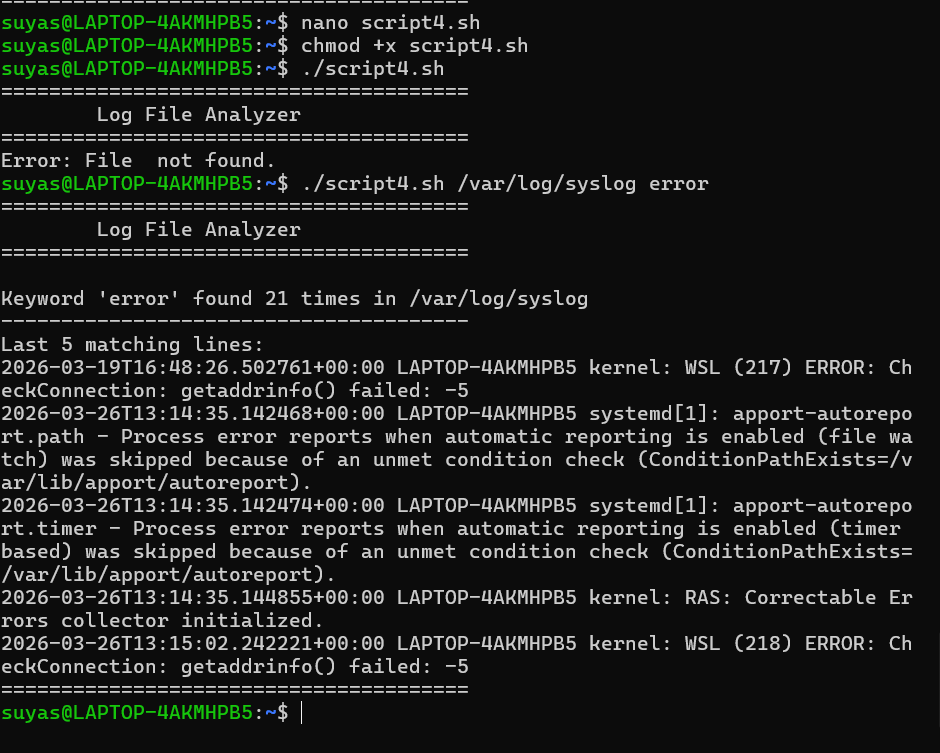 =======================================
suyas@LAPTOP-4AKMHPB5:~$ nano script4.sh
suyas@LAPTOP-4AKMHPB5:~$ chmod +x script4.sh
suyas@LAPTOP-4AKMHPB5:~$ ./script4.sh
=======================================
        Log File Analyzer
=======================================
Error: File  not found.
suyas@LAPTOP-4AKMHPB5:~$ ./script4.sh /var/log/syslog error
=======================================
        Log File Analyzer
=======================================

Keyword 'error' found 21 times in /var/log/syslog
---------------------------------------
Last 5 matching lines:
2026-03-19T16:48:26.502761+00:00 LAPTOP-4AKMHPB5 kernel: WSL (217) ERROR: Ch
eckConnection: getaddrinfo() failed: -5
2026-03-26T13:14:35.142468+00:00 LAPTOP-4AKMHPB5 systemd[1]: apport-autorepo
rt.path - Process error reports when automatic reporting is enabled (file wa
tch) was skipped because of an unmet condition check (ConditionPathExists=/v
ar/lib/apport/autoreport).
2026-03-26T13:14:35.142474+00:00 LAPTOP-4AKMHPB5 systemd[1]: apport-autorepo
rt.timer - Process error reports when automatic reporting is enabled (timer
based) was skipped because of an unmet condition check (ConditionPathExists=
/var/lib/apport/autoreport).
2026-03-26T13:14:35.144855+00:00 LAPTOP-4AKMHPB5 kernel: RAS: Correctable Er
rors collector initialized.
2026-03-26T13:15:02.242221+00:00 LAPTOP-4AKMHPB5 kernel: WSL (218) ERROR: Ch
eckConnection: getaddrinfo() failed: -5
=======================================
suyas@LAPTOP-4AKMHPB5:~$